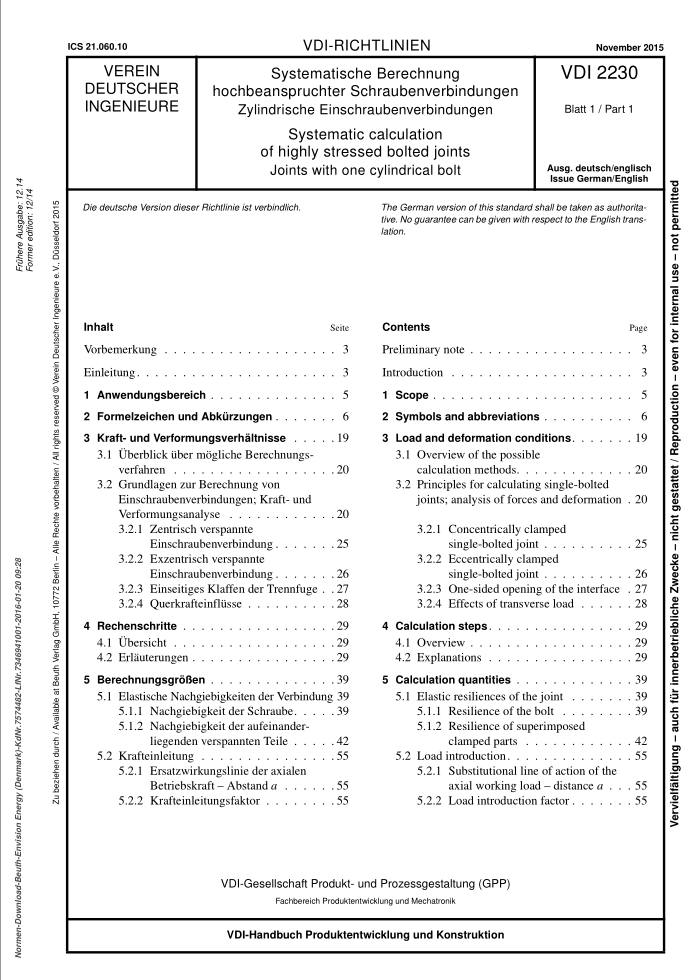 ICS 21.060.10
VDI-RICHTLINIEN
November 2015
VEREIN
DEUTSCHER
INGENIEURE
Systematische Berechnung
hochbeanspruchter Schraubenverbindungen
Zylindrische Einschraubenverbindungen
Systematic calculation
of highly stressed bolted joints
Joints with one cylindrical bolt
VDI 2230
Blatt 1 / Part 1
Ausg. deutsch/englisch
Issue German/English
Die deutsche Version dieser Richtlinie ist verbindlich.
The German version of this standard shall be taken as authorita-
tive. No guarantee can be given with respect to the English trans-
lation.
Inhalt Seite
Vorbemerkung . . . . . . . . . . . . . . . . . . . 3
Einleitung . . . . . . . . . . . . . . . . . . . . . 3
1 Anwendungsbereich . . . . . . . . . . . . . . 5
2 Formelzeichen und Abkürzungen . . . . . . . 6
3 Kraft- und Verformungsverhältnisse . . . . . 19
3.1 Überblick über mögliche Berechnungs-
verfahren . . . . . . . . . . . . . . . . . 20
3.2 Grundlagen zur Berechnung von
Einschraubenverbindungen; Kraft- und
Verformungsanalyse . . . . . . . . . . . . 20
3.2.1 Zentrisch verspannte
Einschraubenverbindung . . . . . . . 25
3.2.2 Exzentrisch verspannte
Einschraubenverbindung . . . . . . . 26
3.2.3 Einseitiges Klaffen der Trennfuge . . 27
3.2.4 Querkrafteinflüsse . . . . . . . . . . 28
4 Rechenschritte . . . . . . . . . . . . . . . . . 29
4.1 Übersicht . . . . . . . . . . . . . . . . . 29
4.2 Erläuterungen . . . . . . . . . . . . . . . 29
5 Berechnungsgrößen . . . . . . . . . . . . . . 39
5.1 Elastische Nachgiebigkeiten der Verbindung 39
5.1.1 Nachgiebigkeit der Schraube . . . . . 39
5.1.2 Nachgiebigkeit der aufeinander-
liegenden verspannten Teile . . . . . 42
5.2 Krafteinleitung . . . . . . . . . . . . . . . 55
5.2.1 Ersatzwirkungslinie der axialen
Betriebskraft – Abstand a . . . . . . 55
5.2.2 Krafteinleitungsfaktor . . . . . . . . 55
Contents Page
Preliminary note . . . . . . . . . . . . . . . . . . 3
Introduction . . . . . . . . . . . . . . . . . . . . 3
1 Scope . . . . . . . . . . . . . . . . . . . . . . 5
2 Symbols and abbreviations . . . . . . . . . . 6
3 Load and deformation conditions . . . . . . . 19
3.1 Overview of the possible
calculation methods. . . . . . . . . . . . . 20
3.2 Principles for calculating single-bolted
joints; analysis of forces and deformation . 20
3.2.1 Concentrically clamped
single-bolted joint . . . . . . . . . . 25
3.2.2 Eccentrically clamped
single-bolted joint . . . . . . . . . . 26
3.2.3 One-sided opening of the interface . 27
3.2.4 Effects of transverse load . . . . . . 28
4 Calculation steps . . . . . . . . . . . . . . . . 29
4.1 Overview . . . . . . . . . . . . . . . . . . 29
4.2 Explanations . . . . . . . . . . . . . . . . 29
5 Calculation quantities . . . . . . . . . . . . . 39
5.1 Elastic resiliences of the joint . . . . . . . 39
5.1.1 Resilience of the bolt . . . . . . . . 39
5.1.2 Resilience of superimposed
clamped parts . . . . . . . . . . . . 42
5.2 Load introduction . . . . . . . . . . . . . . 55
5.2.1 Substitutional line of action of the
axial working load – distance a . . . 55
5.2.2 Load introduction factor . . . . . . . 55
VDI-Gesellschaft Produkt- und Prozessgestaltung (GPP)
Fachbereich Produktentwicklung und Mechatronik
VDI-Handbuch Produktentwicklung und Konstruktion
Frühere Ausgabe: 12.14
Former edition: 12/14
Zu beziehen durch / Available at Beuth Verlag GmbH, 10772 Berlin – Alle Rechte vorbehalten / All rights reserved © Verein Deutscher Ingenieure e. V., Düsseldorf 2015
Normen-Download-Beuth-Envision Energy (Denmark)-KdNr.7574482-LfNr.7346941001-2016-01-20 09:28
Vervielfältigung – auch für innerbetriebliche Zwecke – nicht gestattet / Reproduction – even for internal use – not permitted